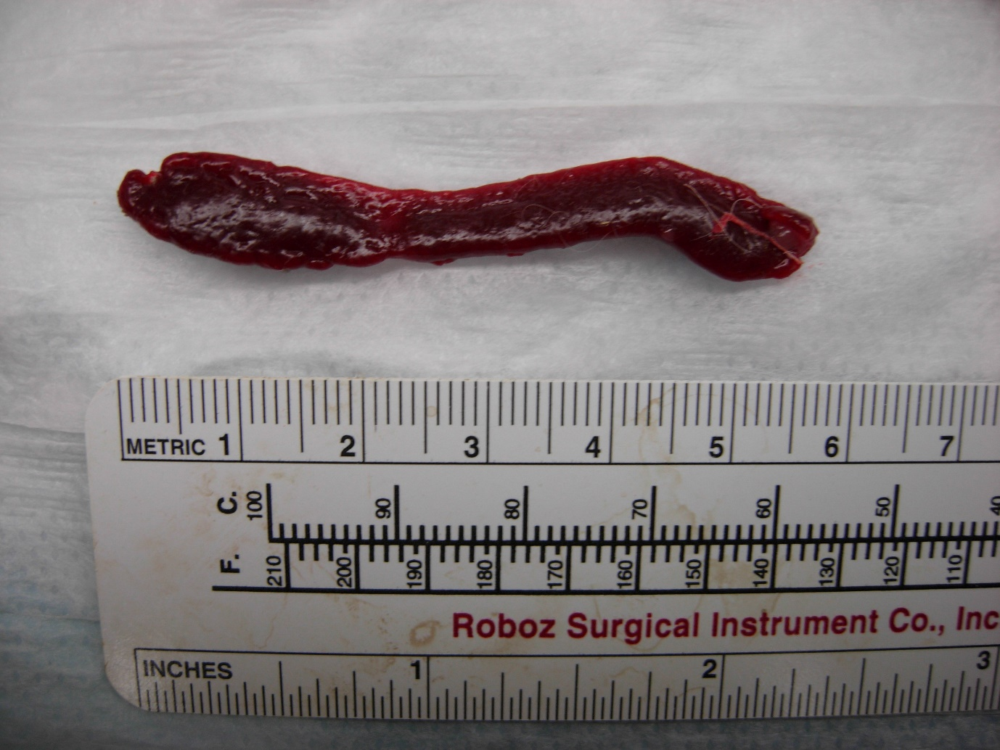 METRIC 1 2 3 4 5 6 7
C. 100 90 80 70 60 50 40
F. 210 200 190 180 170 160 150 140 130 120 110
Roboz Surgical Instrument Co., Inc
INCHES 1 2 3